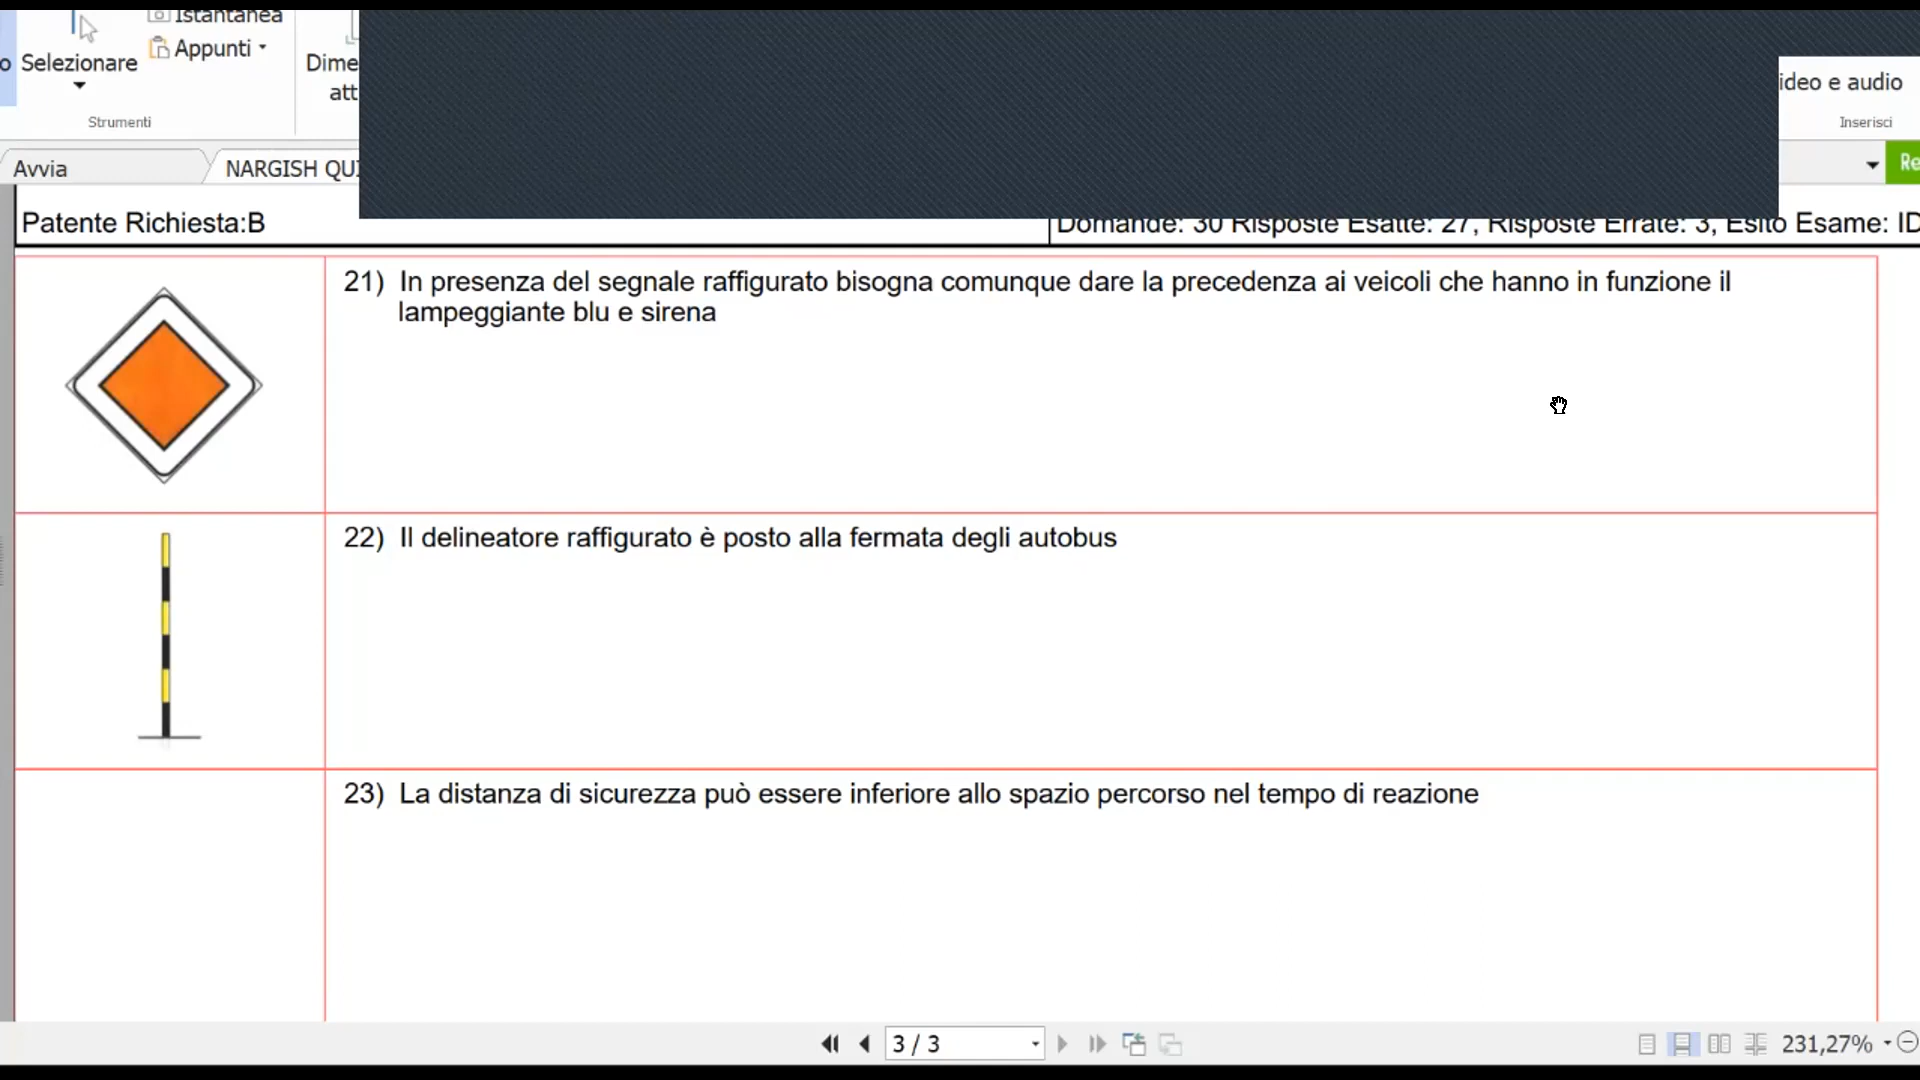 Istantanea
o Selezionare
Appunti
Dime
att
ideo e audio
Strumenti
Inserisci
Avvia
NARGISH QUI
Re
Patente Richiesta:B
Domande: 30 Risposte Esatte: 27, Risposte Errate: 3, Esito Esame: ID
21) In presenza del segnale raffigurato bisogna comunque dare la precedenza ai veicoli che hanno in funzione il
lampeggiante blu e sirena
22) Il delineatore raffigurato è posto alla fermata degli autobus
23) La distanza di sicurezza può essere inferiore allo spazio percorso nel tempo di reazione
3 / 3
231,27%